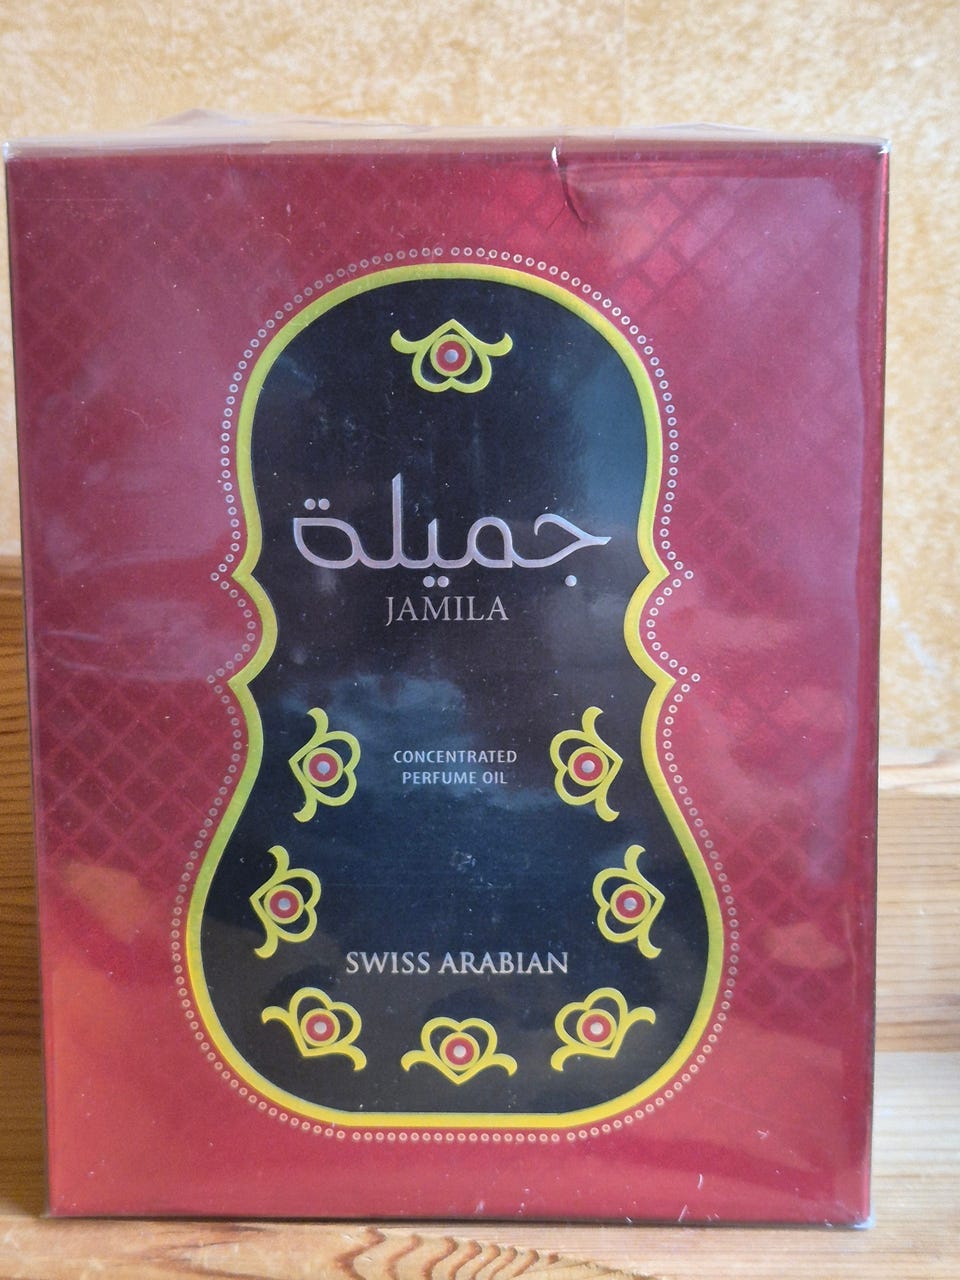 جميلة
JAMILA
CONCENTRATED
PERFUME OIL
SWISS ARABIAN